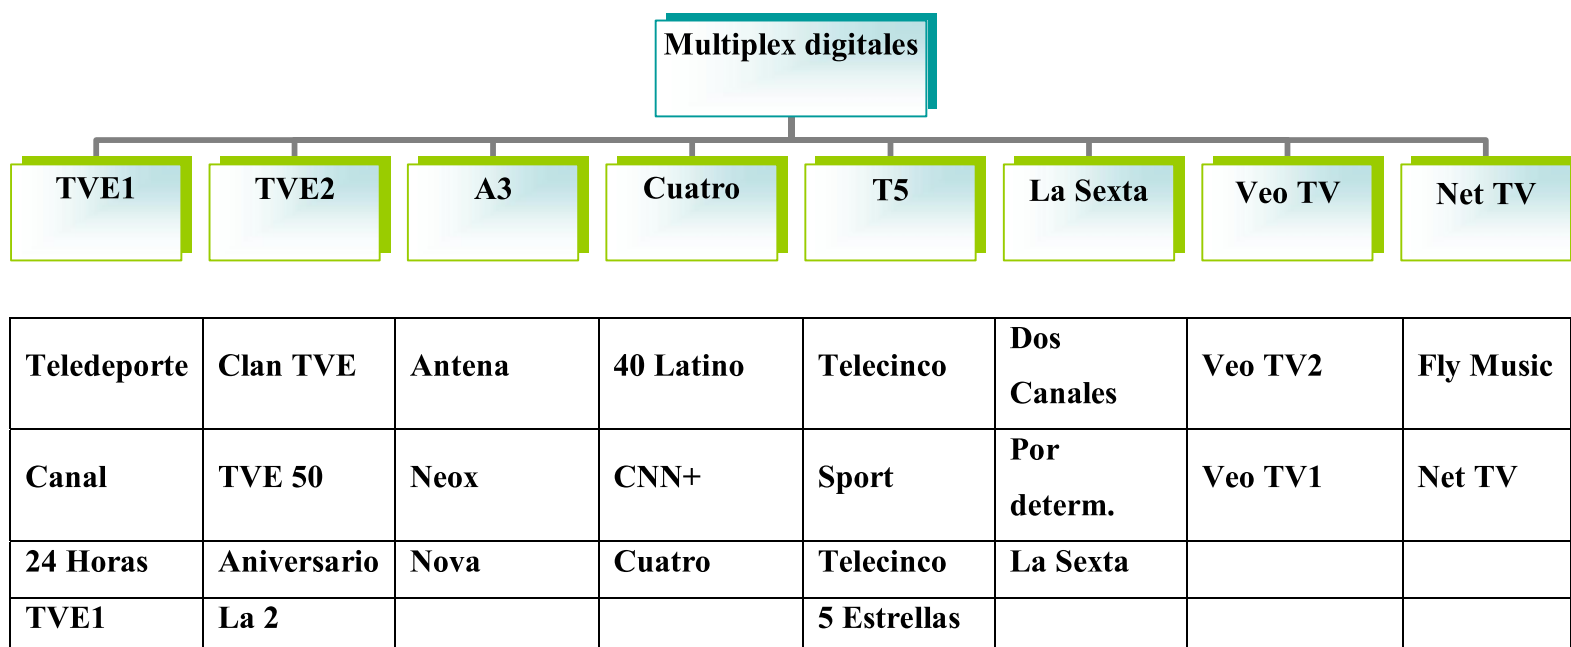 Multiplex digitales
TVE1 TVE2 A3 Cuatro T5 La Sexta Veo TV Net TV
Teledeporte Clan TVE Antena 40 Latino Telecinco Dos Canales Veo TV2 Fly Music
Canal TVE 50 Neox CNN+ Sport Por determ. Veo TV1 Net TV
24 Horas Aniversario Nova Cuatro Telecinco La Sexta
TVE1 La 2 5 Estrellas